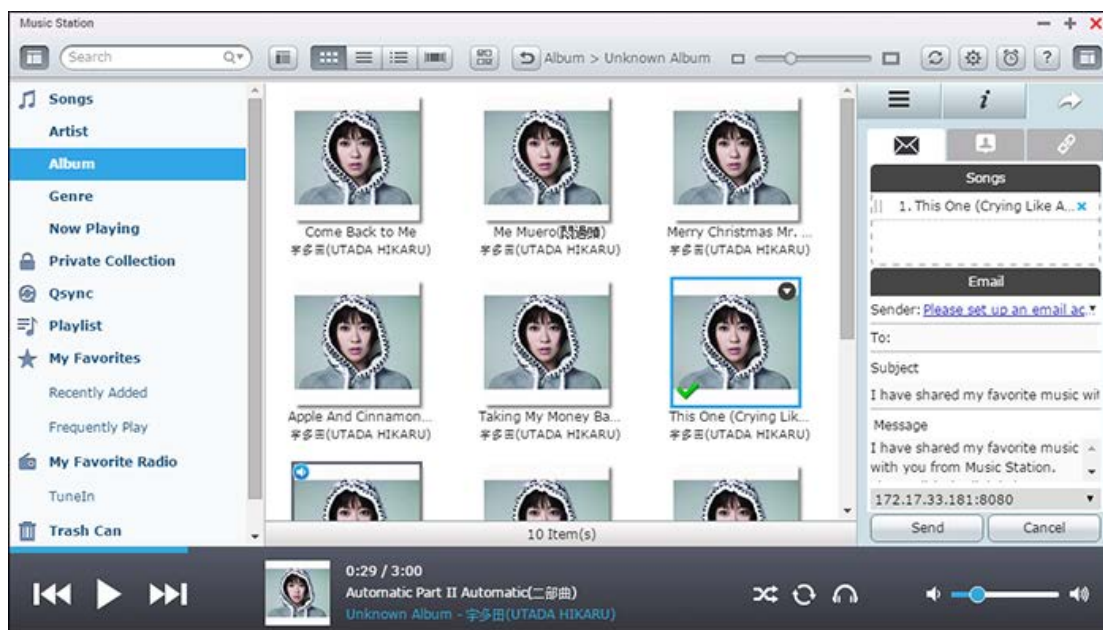 Music Station
Search
Album > Unknown Album
?
Songs
Artist
Album
Genre
Now Playing
Private Collection
Qsync
Playlist
My Favorites
Recently Added
Frequently Play
My Favorite Radio
TuneIn
Trash Can
Come Back to Me
宇多田(UTADA HIKARU)
Me Muero(
宇多田(UTADA HIKARU)
Merry Christmas Mr. ...
宇多田(UTADA HIKARU)
Apple And Cinnamon...
宇多田(UTADA HIKARU)
Taking My Money Ba...
宇多田(UTADA HIKARU)
This One (Crying Lik...
宇多田(UTADA HIKARU)
10 Item(s)
i
Songs
1. This One (Crying Like A...
Email
Sender: Please set up an email ac...
To:
Subject
I have shared my favorite music wit
Message
I have shared my favorite music
with you from Music Station.
172.17.33.181:8080
Send
Cancel
0:29 / 3:00
Automatic Part II Automatic(二部曲)
Unknown Album - 宇多田(UTADA HIKARU)